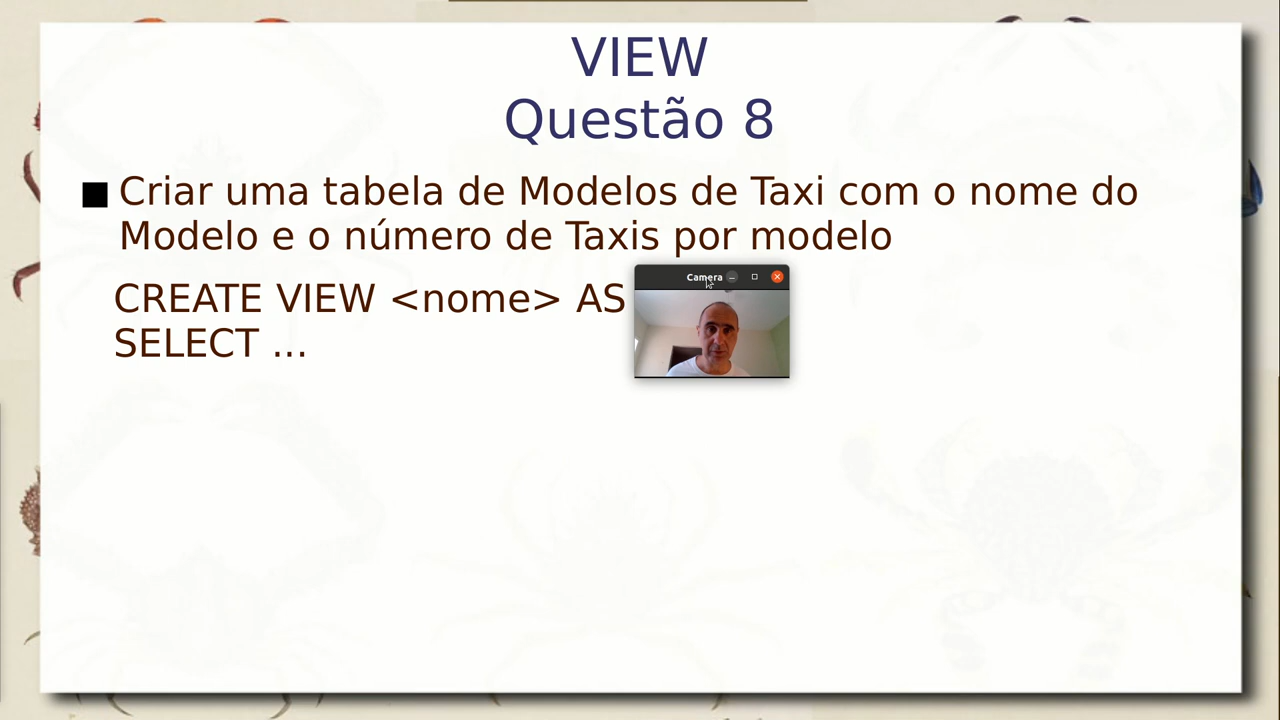 VIEW
Questão 8
Criar uma tabela de Modelos de Taxi com o nome do
Modelo e o número de Taxis por modelo
CREATE VIEW <nome> AS
SELECT ...
Camera